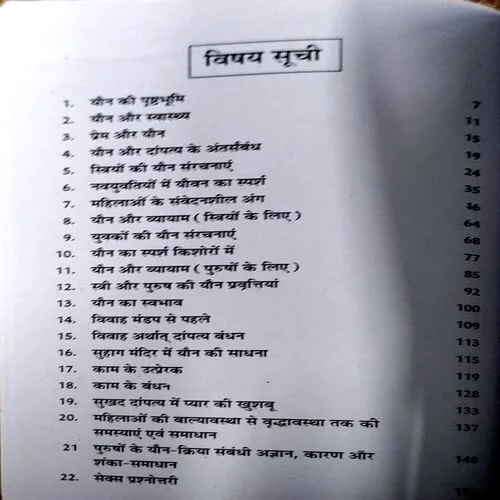 विषय सूची
1. यौन की पृष्ठभूमि 7
2. यौन और स्वास्थ्य 11
3. प्रेम और यौन 15
4. यौन और दांपत्य के अंतर्संबंध 19
5. स्त्रियों की यौन संरचनाएं 24
6. नवयुवतियों में यौवन का स्पर्श 35
7. महिलाओं के संवेदनशील अंग 46
8. यौन और व्यायाम ( स्त्रियों के लिए ) 64
9. युवकों की यौन संरचनाएं 68
10. यौन का स्पर्श किशोरों में 77
11. यौन और व्यायाम ( पुरुषों के लिए ) 85
12. स्त्री और पुरुष की यौन प्रवृत्तियां 92
13. यौन का स्वभाव 100
14. विवाह मंडप से पहले 109
15. विवाह अर्थात् दांपत्य बंधन 113
16. सुहाग मंदिर में यौन की साधना 115
17. काम के उत्प्रेरक 119
18. काम के बंधन 128
19. सुखद दांपत्य में प्यार की खुशबू 133
20. महिलाओं की बाल्यावस्था से वृद्धावस्था तक की 137
समस्याएं एवं समाधान
21 पुरुषों के यौन-क्रिया संबंधी अज्ञान, कारण और
शंका-समाधान 148
22. सेक्स प्रश्नोत्तरी